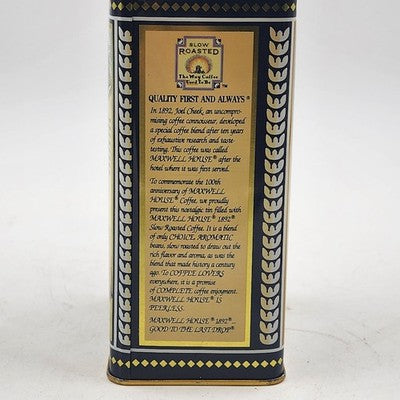 SLOW
ROASTED
The Way Coffee
Used To Be
™
QUALITY FIRST AND ALWAYS®
In 1892, Joel Cheek, an uncompro-
mising coffee connoisseur, developed
a special coffee blend after ten years
of exhaustive research and taste
testing. This coffee was called
MAXWELL HOUSE® after the
hotel where it was first served.
To commemorate the 100th
anniversary of MAXWELL
HOUSE® Coffee, we proudly
present this nostalgic tin filled with
MAXWELL HOUSE® 1892®
Slow Roasted Coffee. It is a blend
of only CHOICE AROMATIC
beans, slow roasted to draw out the
rich flavor and aroma, as was the
blend that made history a century
ago. To COFFEE LOVERS
everywhere, it is a promise
of COMPLETE coffee enjoyment.
MAXWELL HOUSE® IS
PEERLESS.
MAXWELL HOUSE® 1892®–
GOOD TO THE LAST DROP®